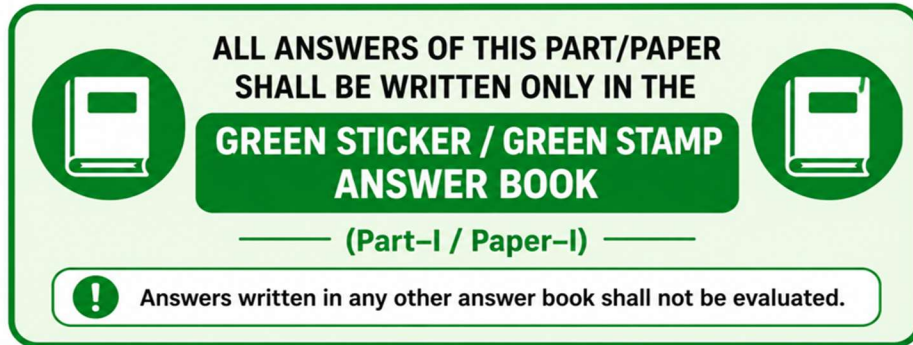 ALL ANSWERS OF THIS PART/PAPER
SHALL BE WRITTEN ONLY IN THE
GREEN STICKER / GREEN STAMP
ANSWER BOOK
(Part–I / Paper–I)
! Answers written in any other answer book shall not be evaluated.